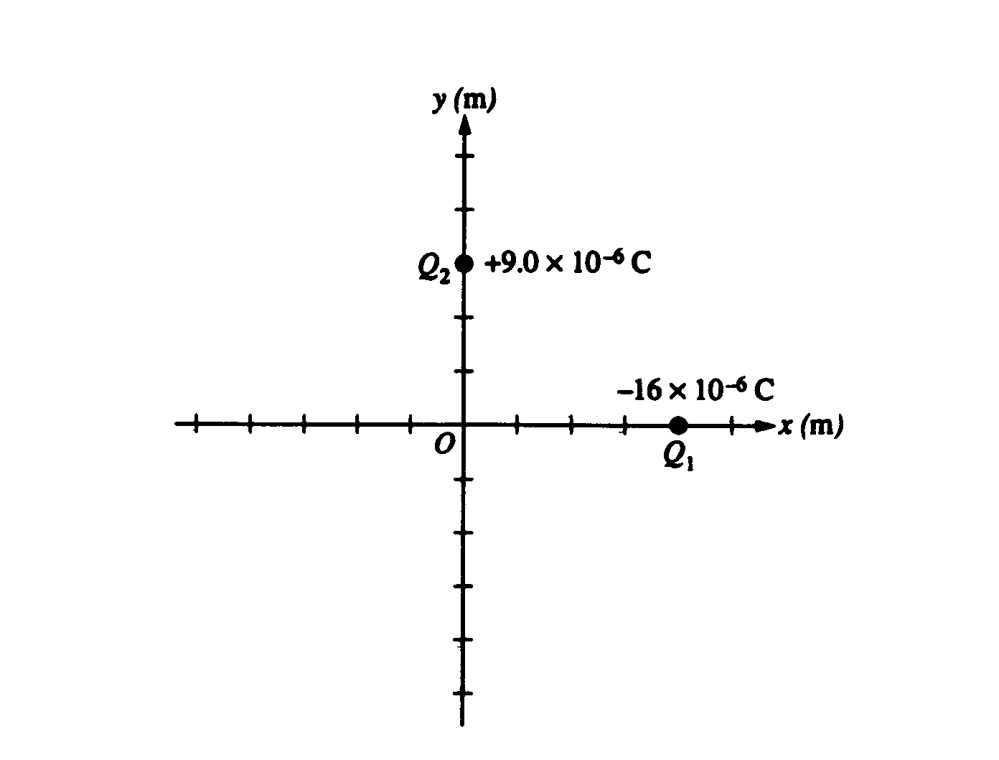 y (m)
Q₂ +9.0 × 10⁻⁶ C
–16 × 10⁻⁶ C
x (m)
O
Q₁